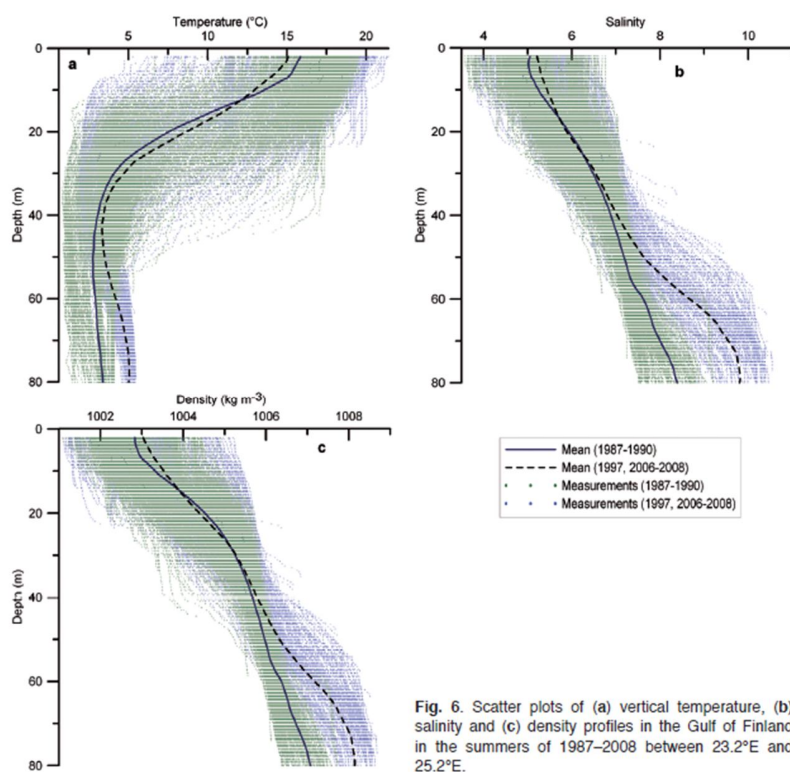 Temperature (°C)
5 10 15 20
0
20
40
60
80
Depth (m)
a
Salinity
4 6 8 10
0
20
40
60
80
Depth (m)
b
Density (kg m-3)
1002 1004 1006 1008
0
20
40
60
80
Depth (m)
c
Mean (1987-1990)
Mean (1997, 2006-2008)
Measurements (1987-1990)
Measurements (1997, 2006-2008)
Fig. 6. Scatter plots of (a) vertical temperature, (b)
salinity and (c) density profiles in the Gulf of Finland
in the summers of 1987–2008 between 23.2°E and
25.2°E.